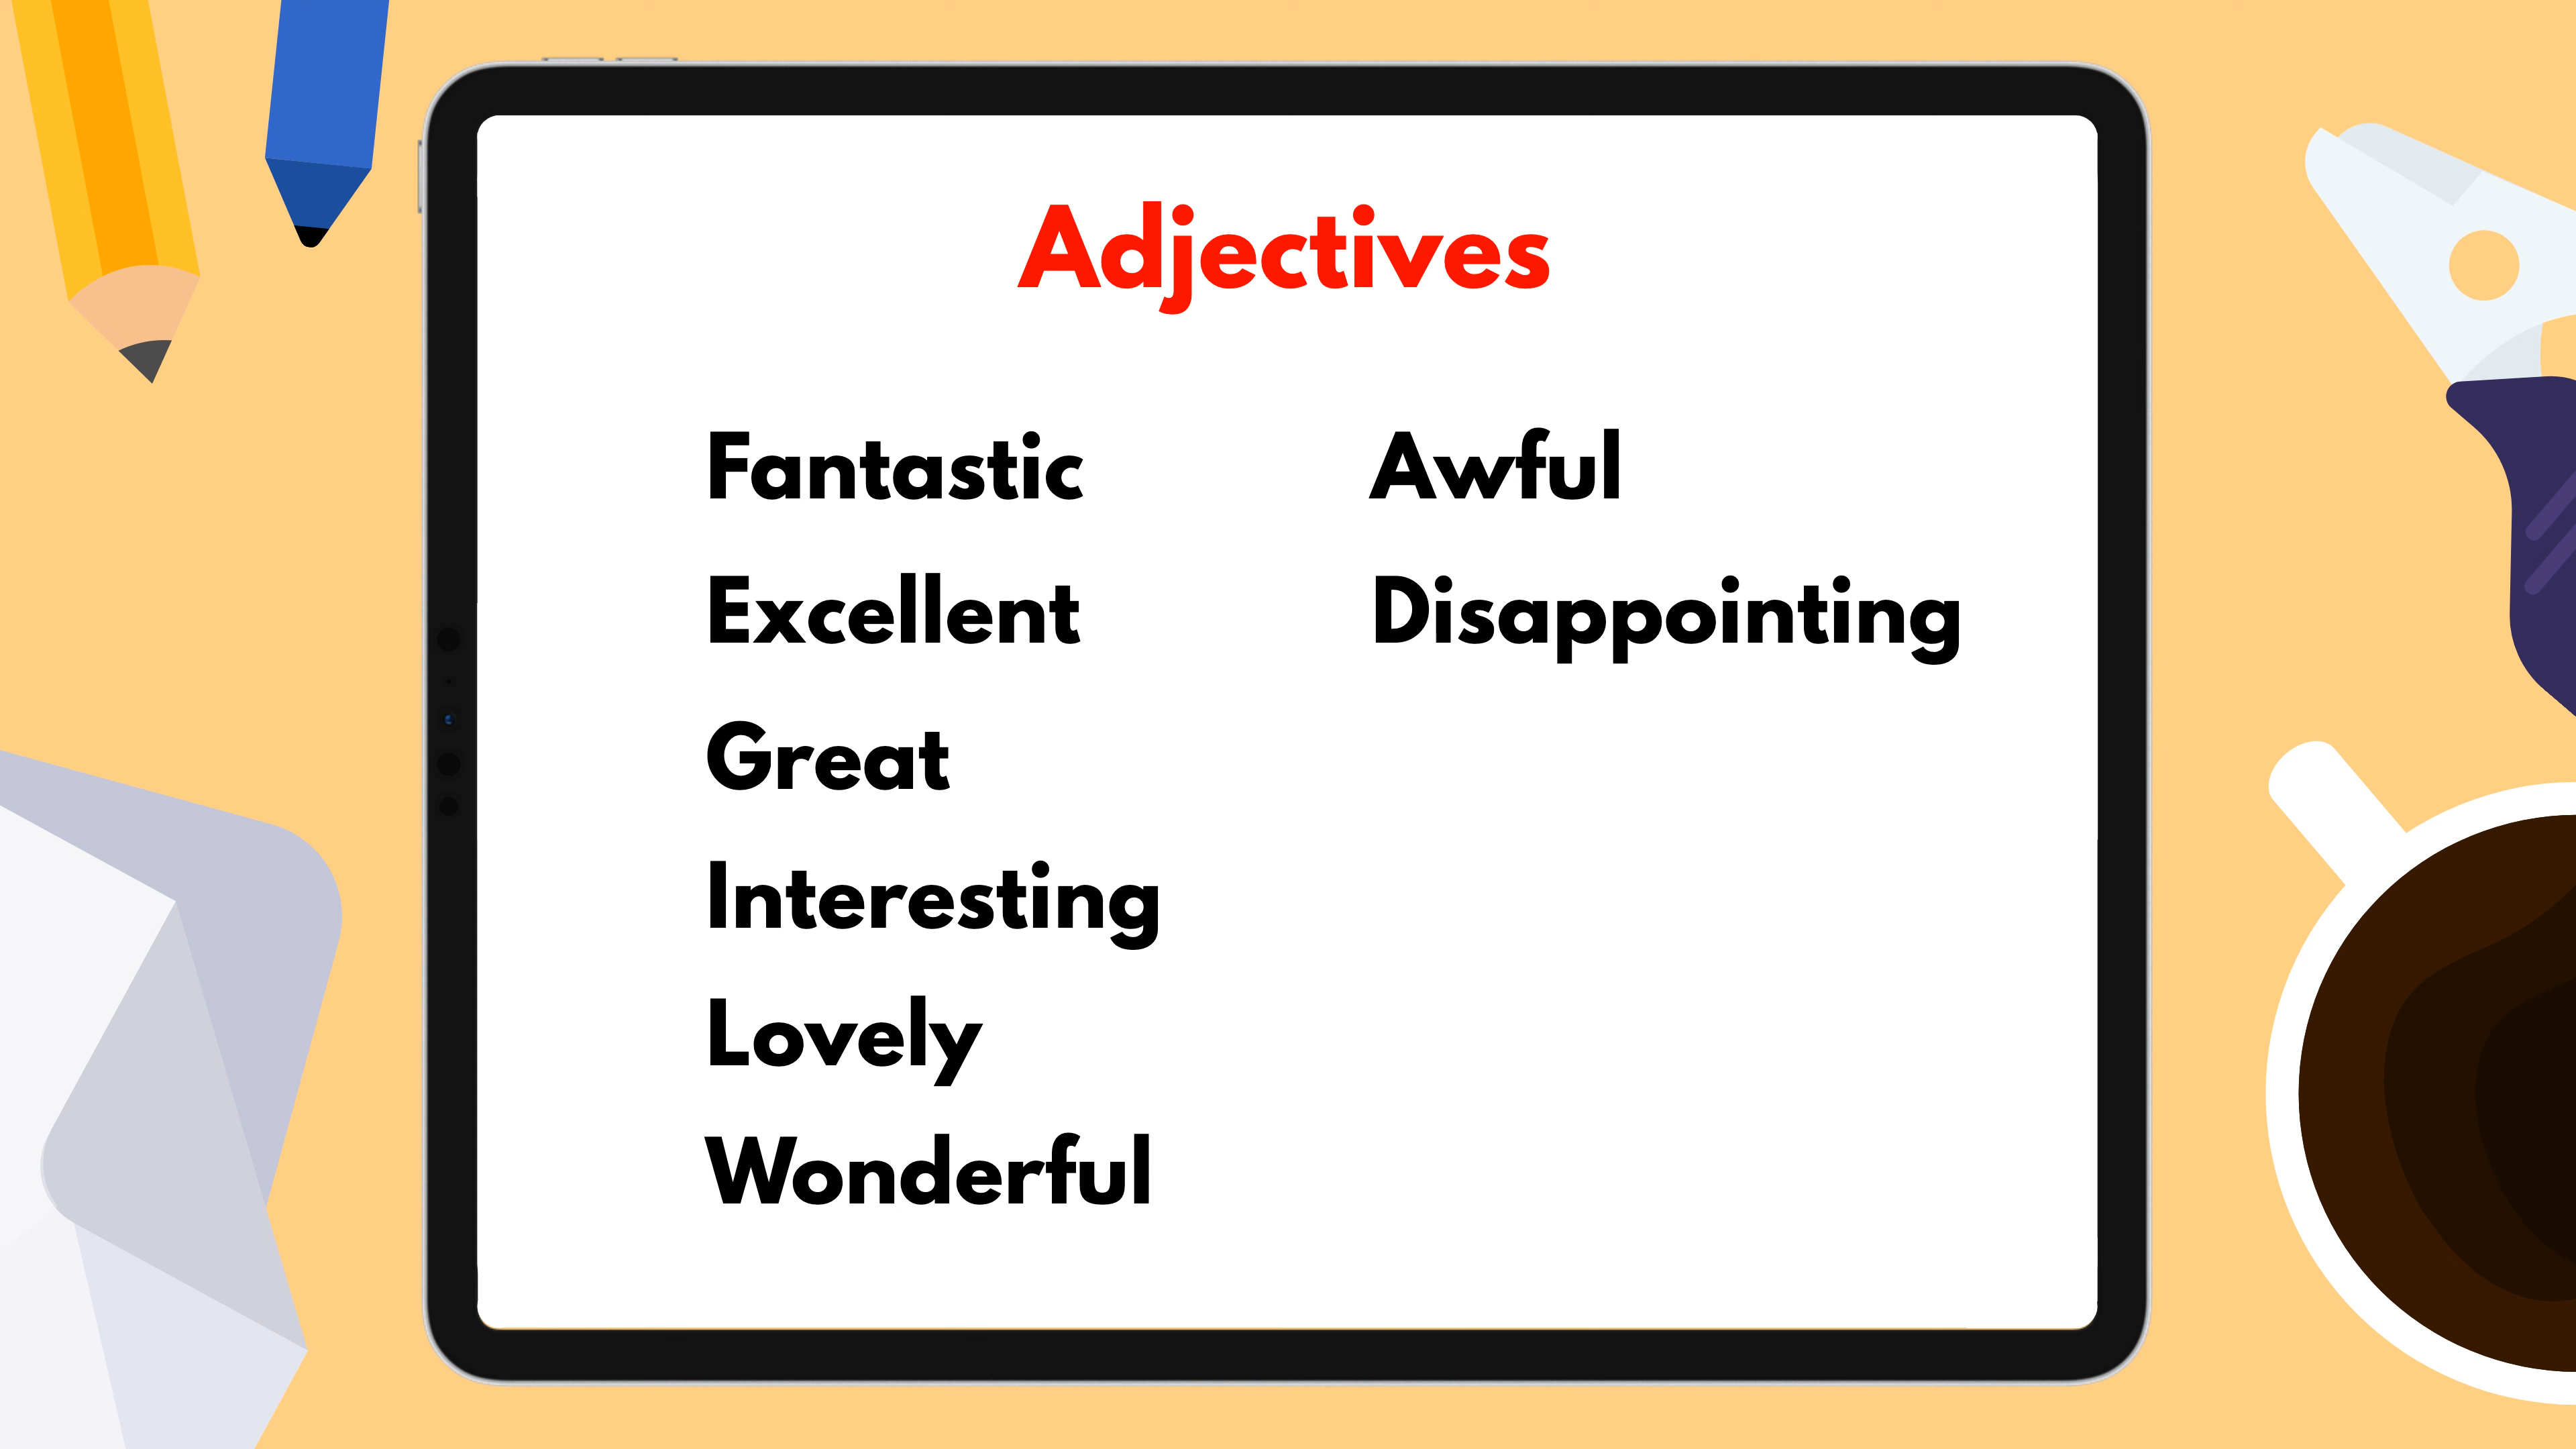 Adjectives
Fantastic
Excellent
Great
Interesting
Lovely
Wonderful
Awful
Disappointing